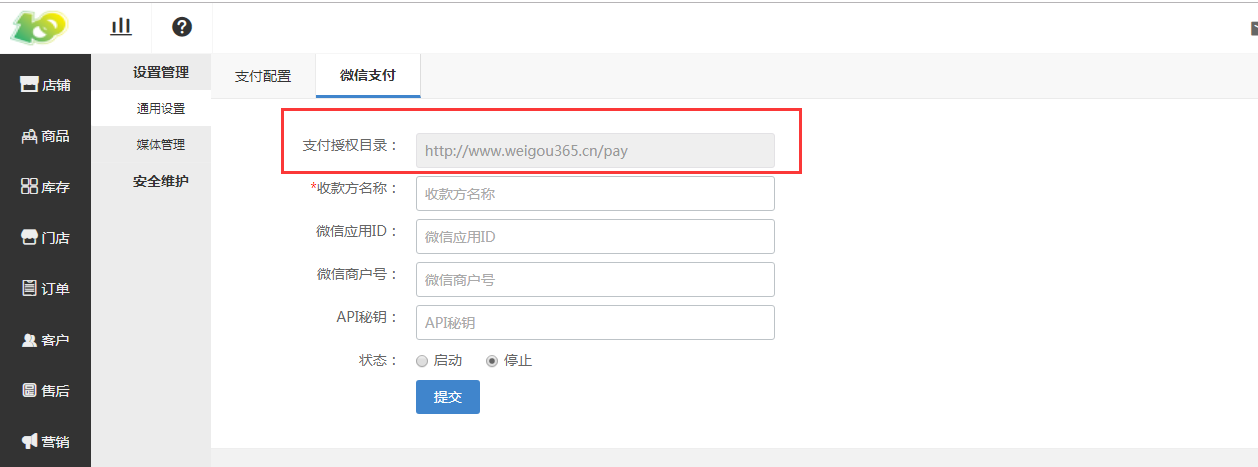 店铺
商品
库存
门店
订单
客户
售后
营销
设置管理
通用设置
媒体管理
安全维护
支付配置 微信支付
支付授权目录： http://www.weigou365.cn/pay
*收款方名称： 收款方名称
微信应用ID： 微信应用ID
微信商户号： 微信商户号
API秘钥： API秘钥
状态： 启动 停止
提交